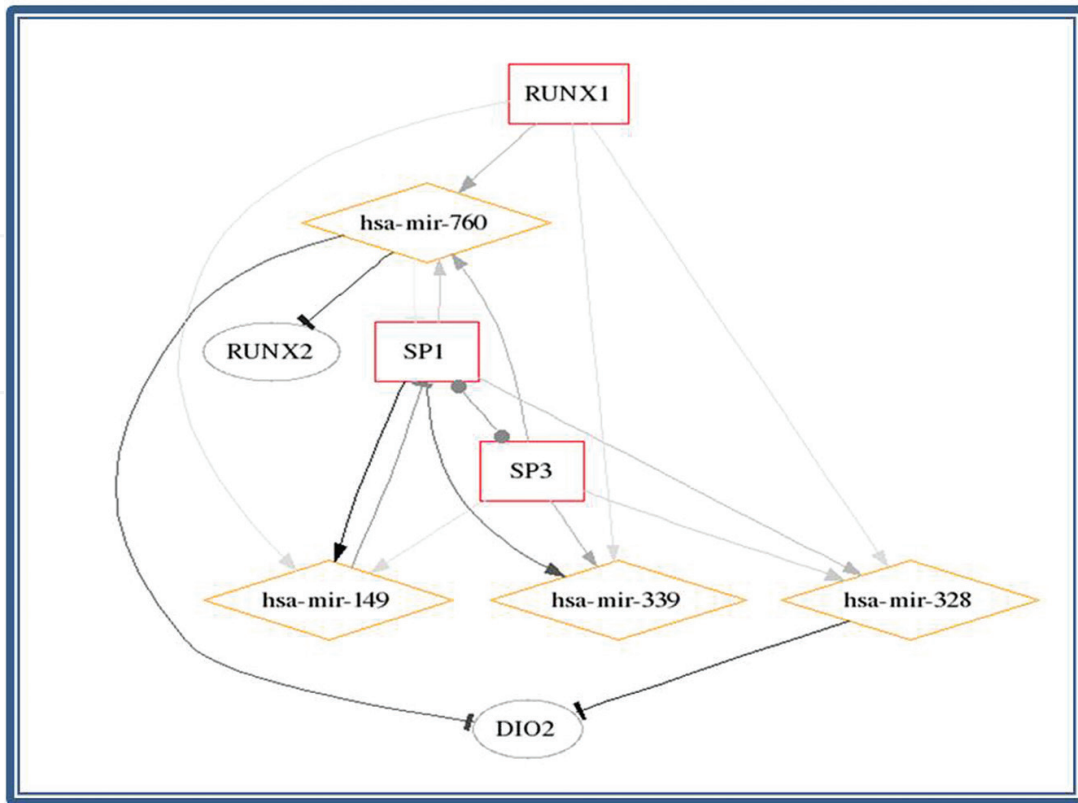 RUNX1
hsa-mir-760
RUNX2
SP1
SP3
hsa-mir-149
hsa-mir-339
hsa-mir-328
DIO2